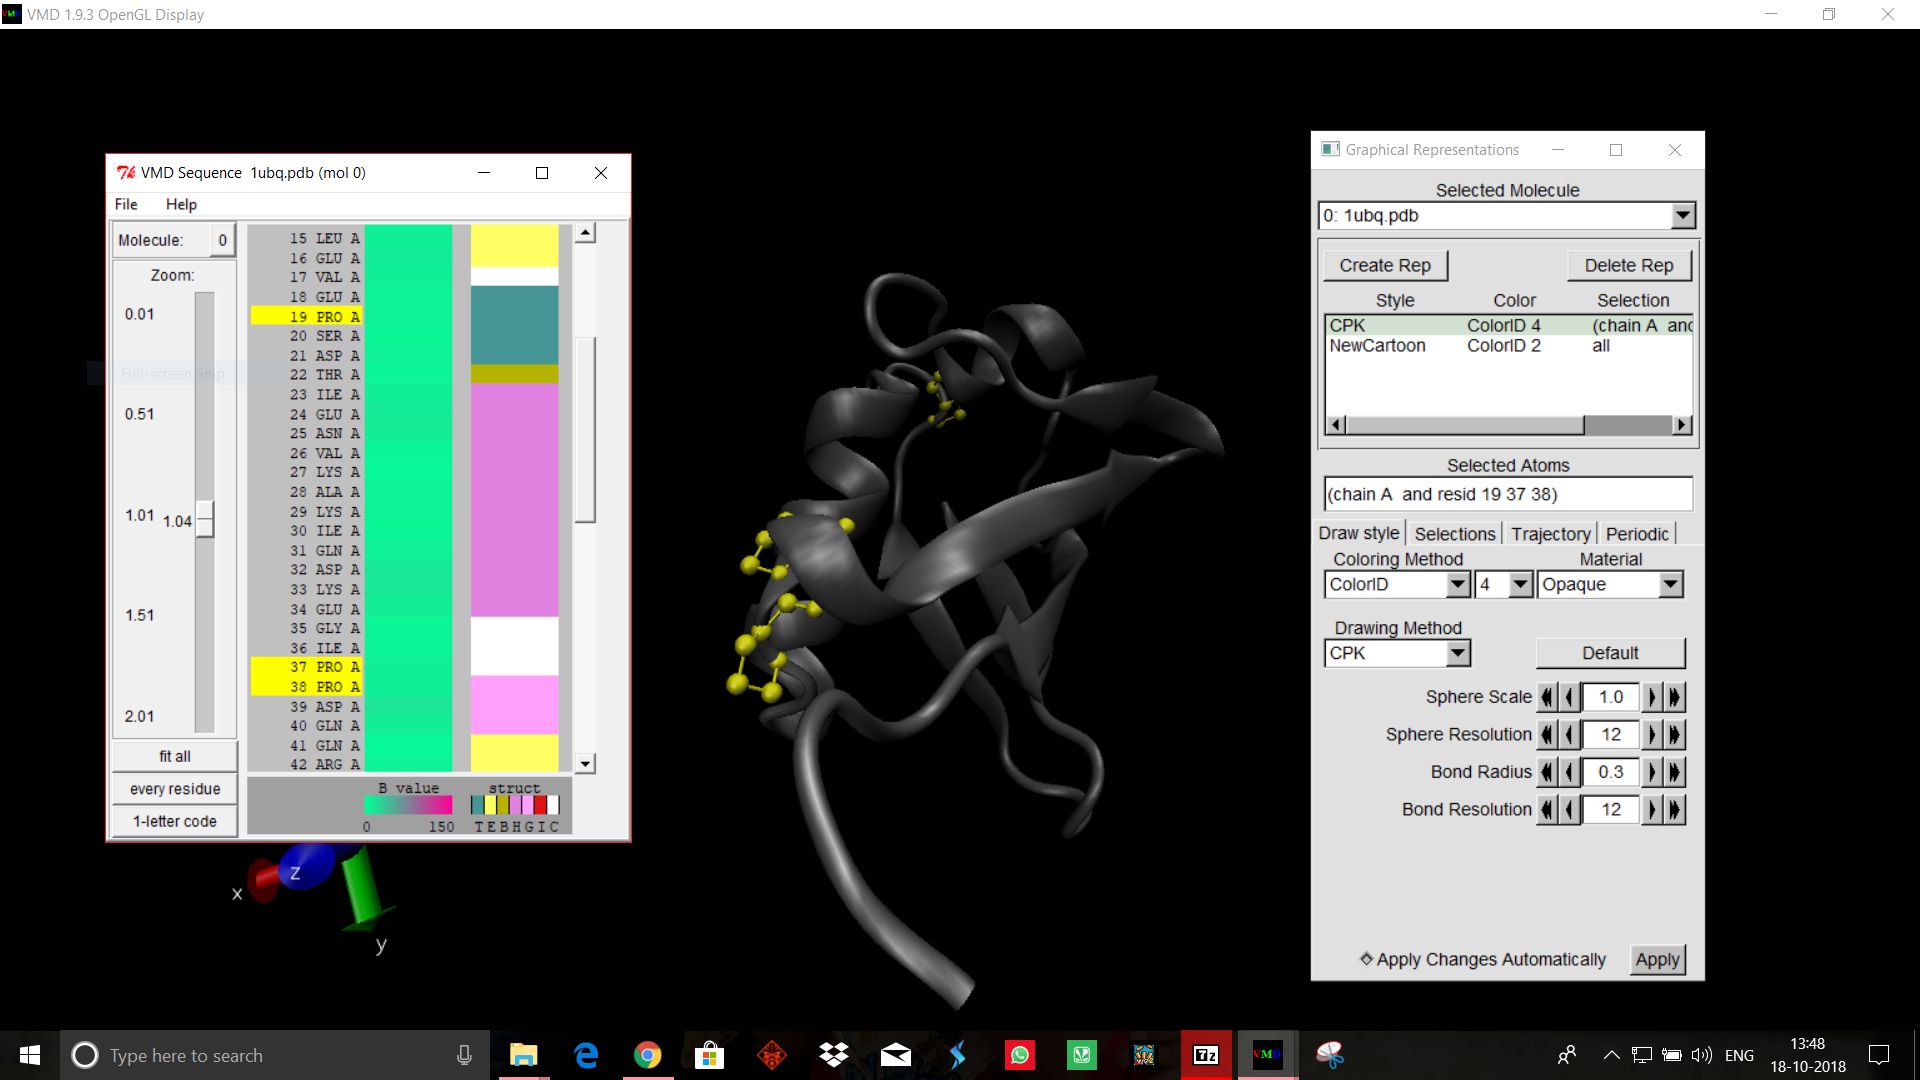 VMD 1.9.3 OpenGL Display
VMD Sequence 1ubq.pdb (mol 0)
File Help
Molecule: 0
Zoom:
0.01
Full-screen Snip
0.51
1.01 1.04
1.51
2.01
fit all
every residue
1-letter code
15 LEU A
16 GLU A
17 VAL A
18 GLU A
19 PRO A
20 SER A
21 ASP A
22 THR A
23 ILE A
24 GLU A
25 ASN A
26 VAL A
27 LYS A
28 ALA A
29 LYS A
30 ILE A
31 GLN A
32 ASP A
33 LYS A
34 GLU A
35 GLY A
36 ILE A
37 PRO A
38 PRO A
39 ASP A
40 GLN A
41 GLN A
42 ARG A
B value struct
0 150 T E B H G I C
x
z
y
Graphical Representations
Selected Molecule
0: 1ubq.pdb
Create Rep Delete Rep
Style Color Selection
CPK ColorID 4 (chain A and
NewCartoon ColorID 2 all
Selected Atoms
(chain A and resid 19 37 38)
Draw style Selections Trajectory Periodic
Coloring Method Material
ColorID 4 Opaque
Drawing Method
CPK Default
Sphere Scale 1.0
Sphere Resolution 12
Bond Radius 0.3
Bond Resolution 12
Apply Changes Automatically Apply
Type here to search
7z
VMD
ENG
13:48
18-10-2018